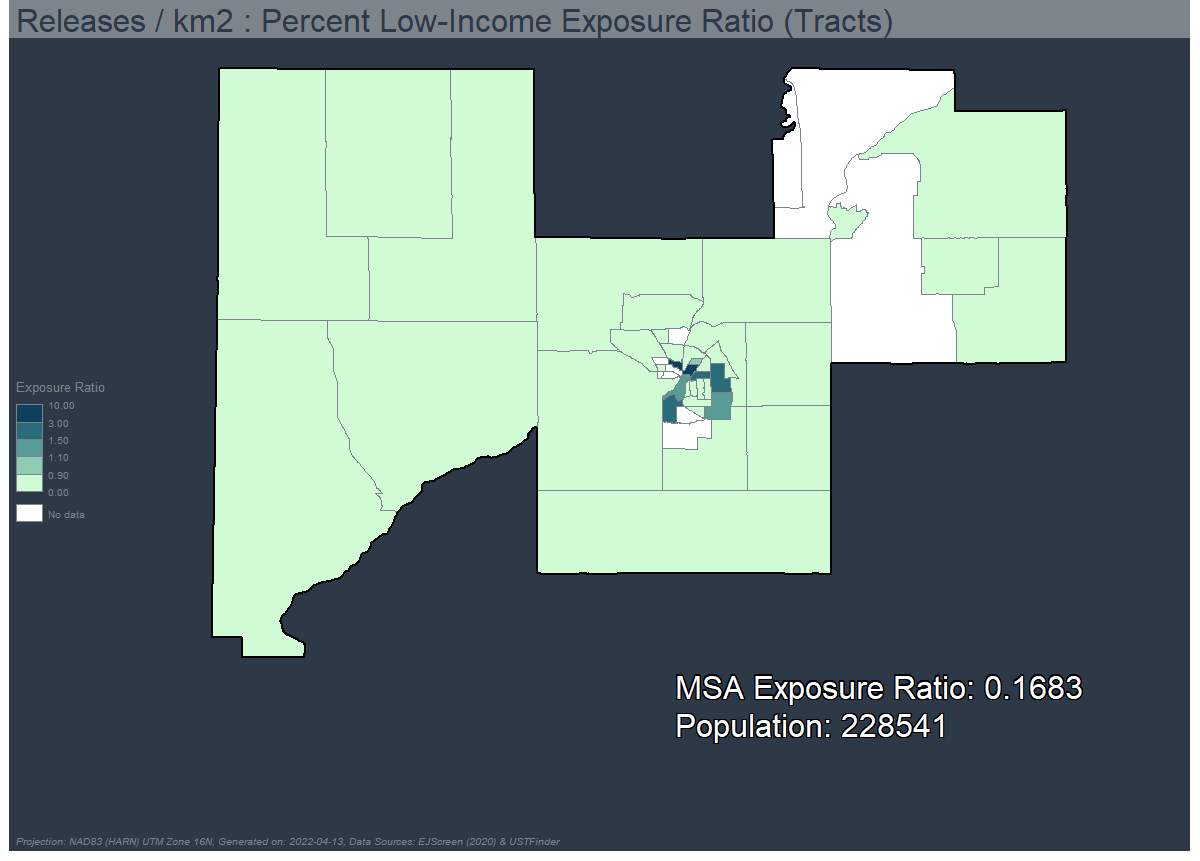 Releases / km2 : Percent Low-Income Exposure Ratio (Tracts)
Exposure Ratio
10.00
3.00
1.50
1.10
0.90
0.00
No data
MSA Exposure Ratio: 0.1683
Population: 228541
Projection: NAD83 (HARN) UTM Zone 16N, Generated on: 2022-04-13, Data Sources: EJScreen (2020) & USTFinder